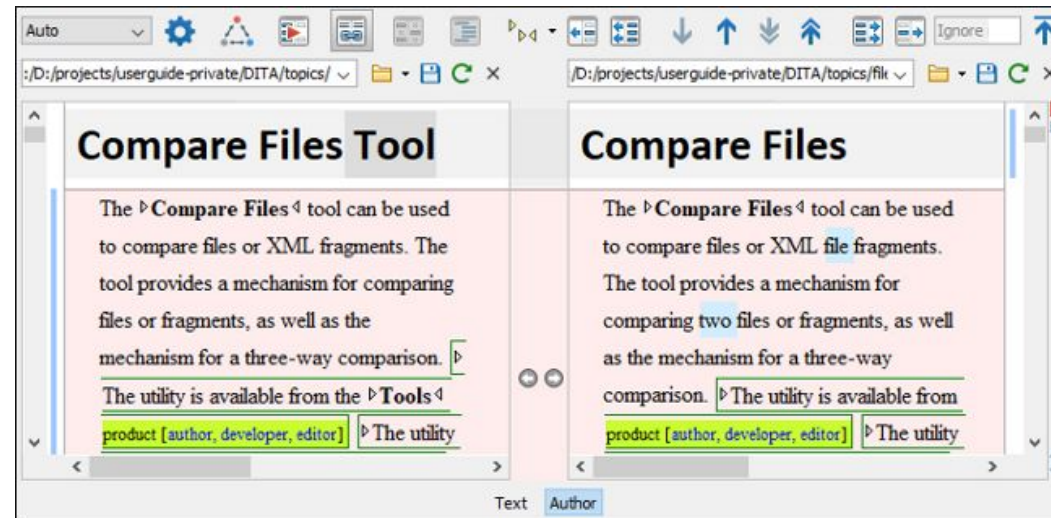 Auto
Ignore
:/D:/projects/userguide-private/DITA/topics/
/D:/projects/userguide-private/DITA/topics/file
Compare Files Tool
The Compare Files tool can be used
to compare files or XML fragments. The
tool provides a mechanism for comparing
files or fragments, as well as the
mechanism for a three-way comparison.
The utility is available from the Tools
product [author, developer, editor] The utility
Compare Files
The Compare Files tool can be used
to compare files or XML file fragments.
The tool provides a mechanism for
comparing two files or fragments, as well
as the mechanism for a three-way
comparison. The utility is available from
product [author, developer, editor] The utility
Text Author